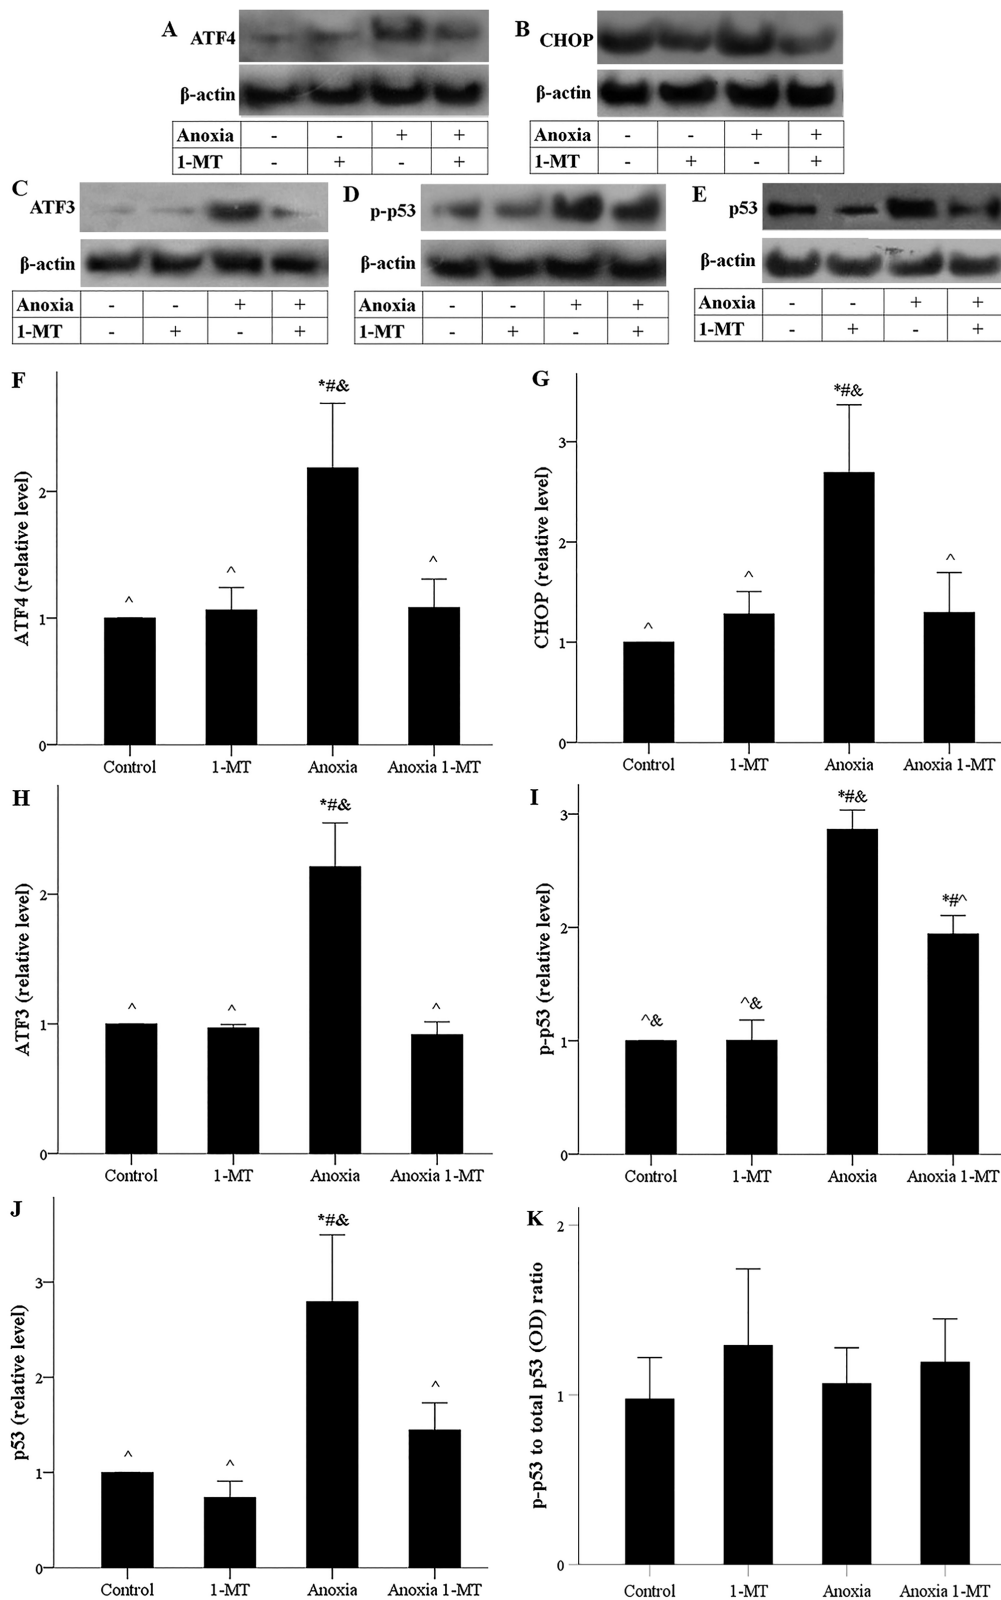 A
ATF4
β-actin
Anoxia - - + +
1-MT - + - +
B
CHOP
β-actin
Anoxia - - + +
1-MT - + - +
C
ATF3
β-actin
Anoxia - - + +
1-MT - + - +
D
p-p53
β-actin
Anoxia - - + +
1-MT - + - +
E
p53
β-actin
Anoxia - - + +
1-MT - + - +
F
ATF4 (relative level)
2
1
0
^
^
*#&
^
Control 1-MT Anoxia Anoxia 1-MT
G
CHOP (relative level)
3
2
1
0
^
^
*#&
^
Control 1-MT Anoxia Anoxia 1-MT
H
ATF3 (relative level)
2
1
0
^
^
*#&
^
Control 1-MT Anoxia Anoxia 1-MT
I
p-p53 (relative level)
3
2
1
0
^&
^&
*#&
*#^
Control 1-MT Anoxia Anoxia 1-MT
J
p53 (relative level)
3
2
1
0
^
^
*#&
^
Control 1-MT Anoxia Anoxia 1-MT
K
p-p53 to total p53 (OD) ratio
2
1
0
Control 1-MT Anoxia Anoxia 1-MT